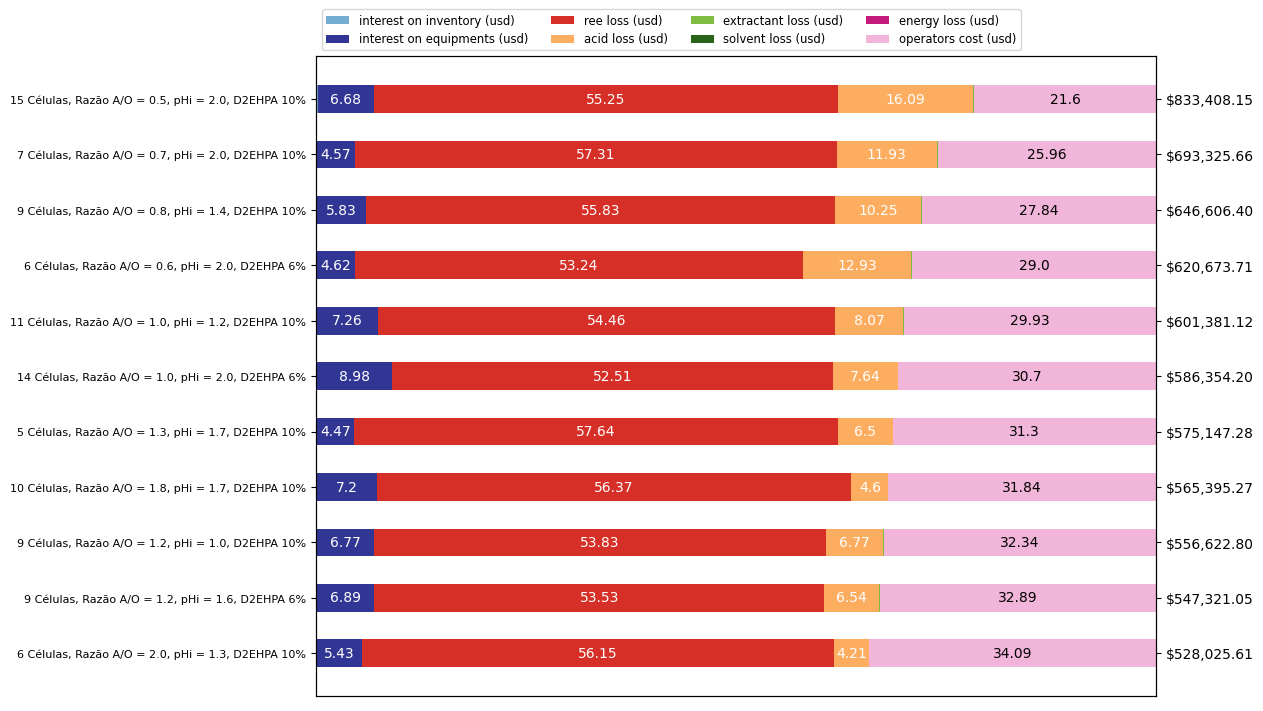 interest on inventory (usd) ree loss (usd) extractant loss (usd) energy loss (usd)
interest on equipments (usd) acid loss (usd) solvent loss (usd) operators cost (usd)
15 Células, Razão A/O = 0.5, pHi = 2.0, D2EHPA 10% 6.68 55.25 16.09 21.6 $833,408.15
7 Células, Razão A/O = 0.7, pHi = 2.0, D2EHPA 10% 4.57 57.31 11.93 25.96 $693,325.66
9 Células, Razão A/O = 0.8, pHi = 1.4, D2EHPA 10% 5.83 55.83 10.25 27.84 $646,606.40
6 Células, Razão A/O = 0.6, pHi = 2.0, D2EHPA 6% 4.62 53.24 12.93 29.0 $620,673.71
11 Células, Razão A/O = 1.0, pHi = 1.2, D2EHPA 10% 7.26 54.46 8.07 29.93 $601,381.12
14 Células, Razão A/O = 1.0, pHi = 2.0, D2EHPA 6% 8.98 52.51 7.64 30.7 $586,354.20
5 Células, Razão A/O = 1.3, pHi = 1.7, D2EHPA 10% 4.47 57.64 6.5 31.3 $575,147.28
10 Células, Razão A/O = 1.8, pHi = 1.7, D2EHPA 10% 7.2 56.37 4.6 31.84 $565,395.27
9 Células, Razão A/O = 1.2, pHi = 1.0, D2EHPA 10% 6.77 53.83 6.77 32.34 $556,622.80
9 Células, Razão A/O = 1.2, pHi = 1.6, D2EHPA 6% 6.89 53.53 6.54 32.89 $547,321.05
6 Células, Razão A/O = 2.0, pHi = 1.3, D2EHPA 10% 5.43 56.15 4.21 34.09 $528,025.61